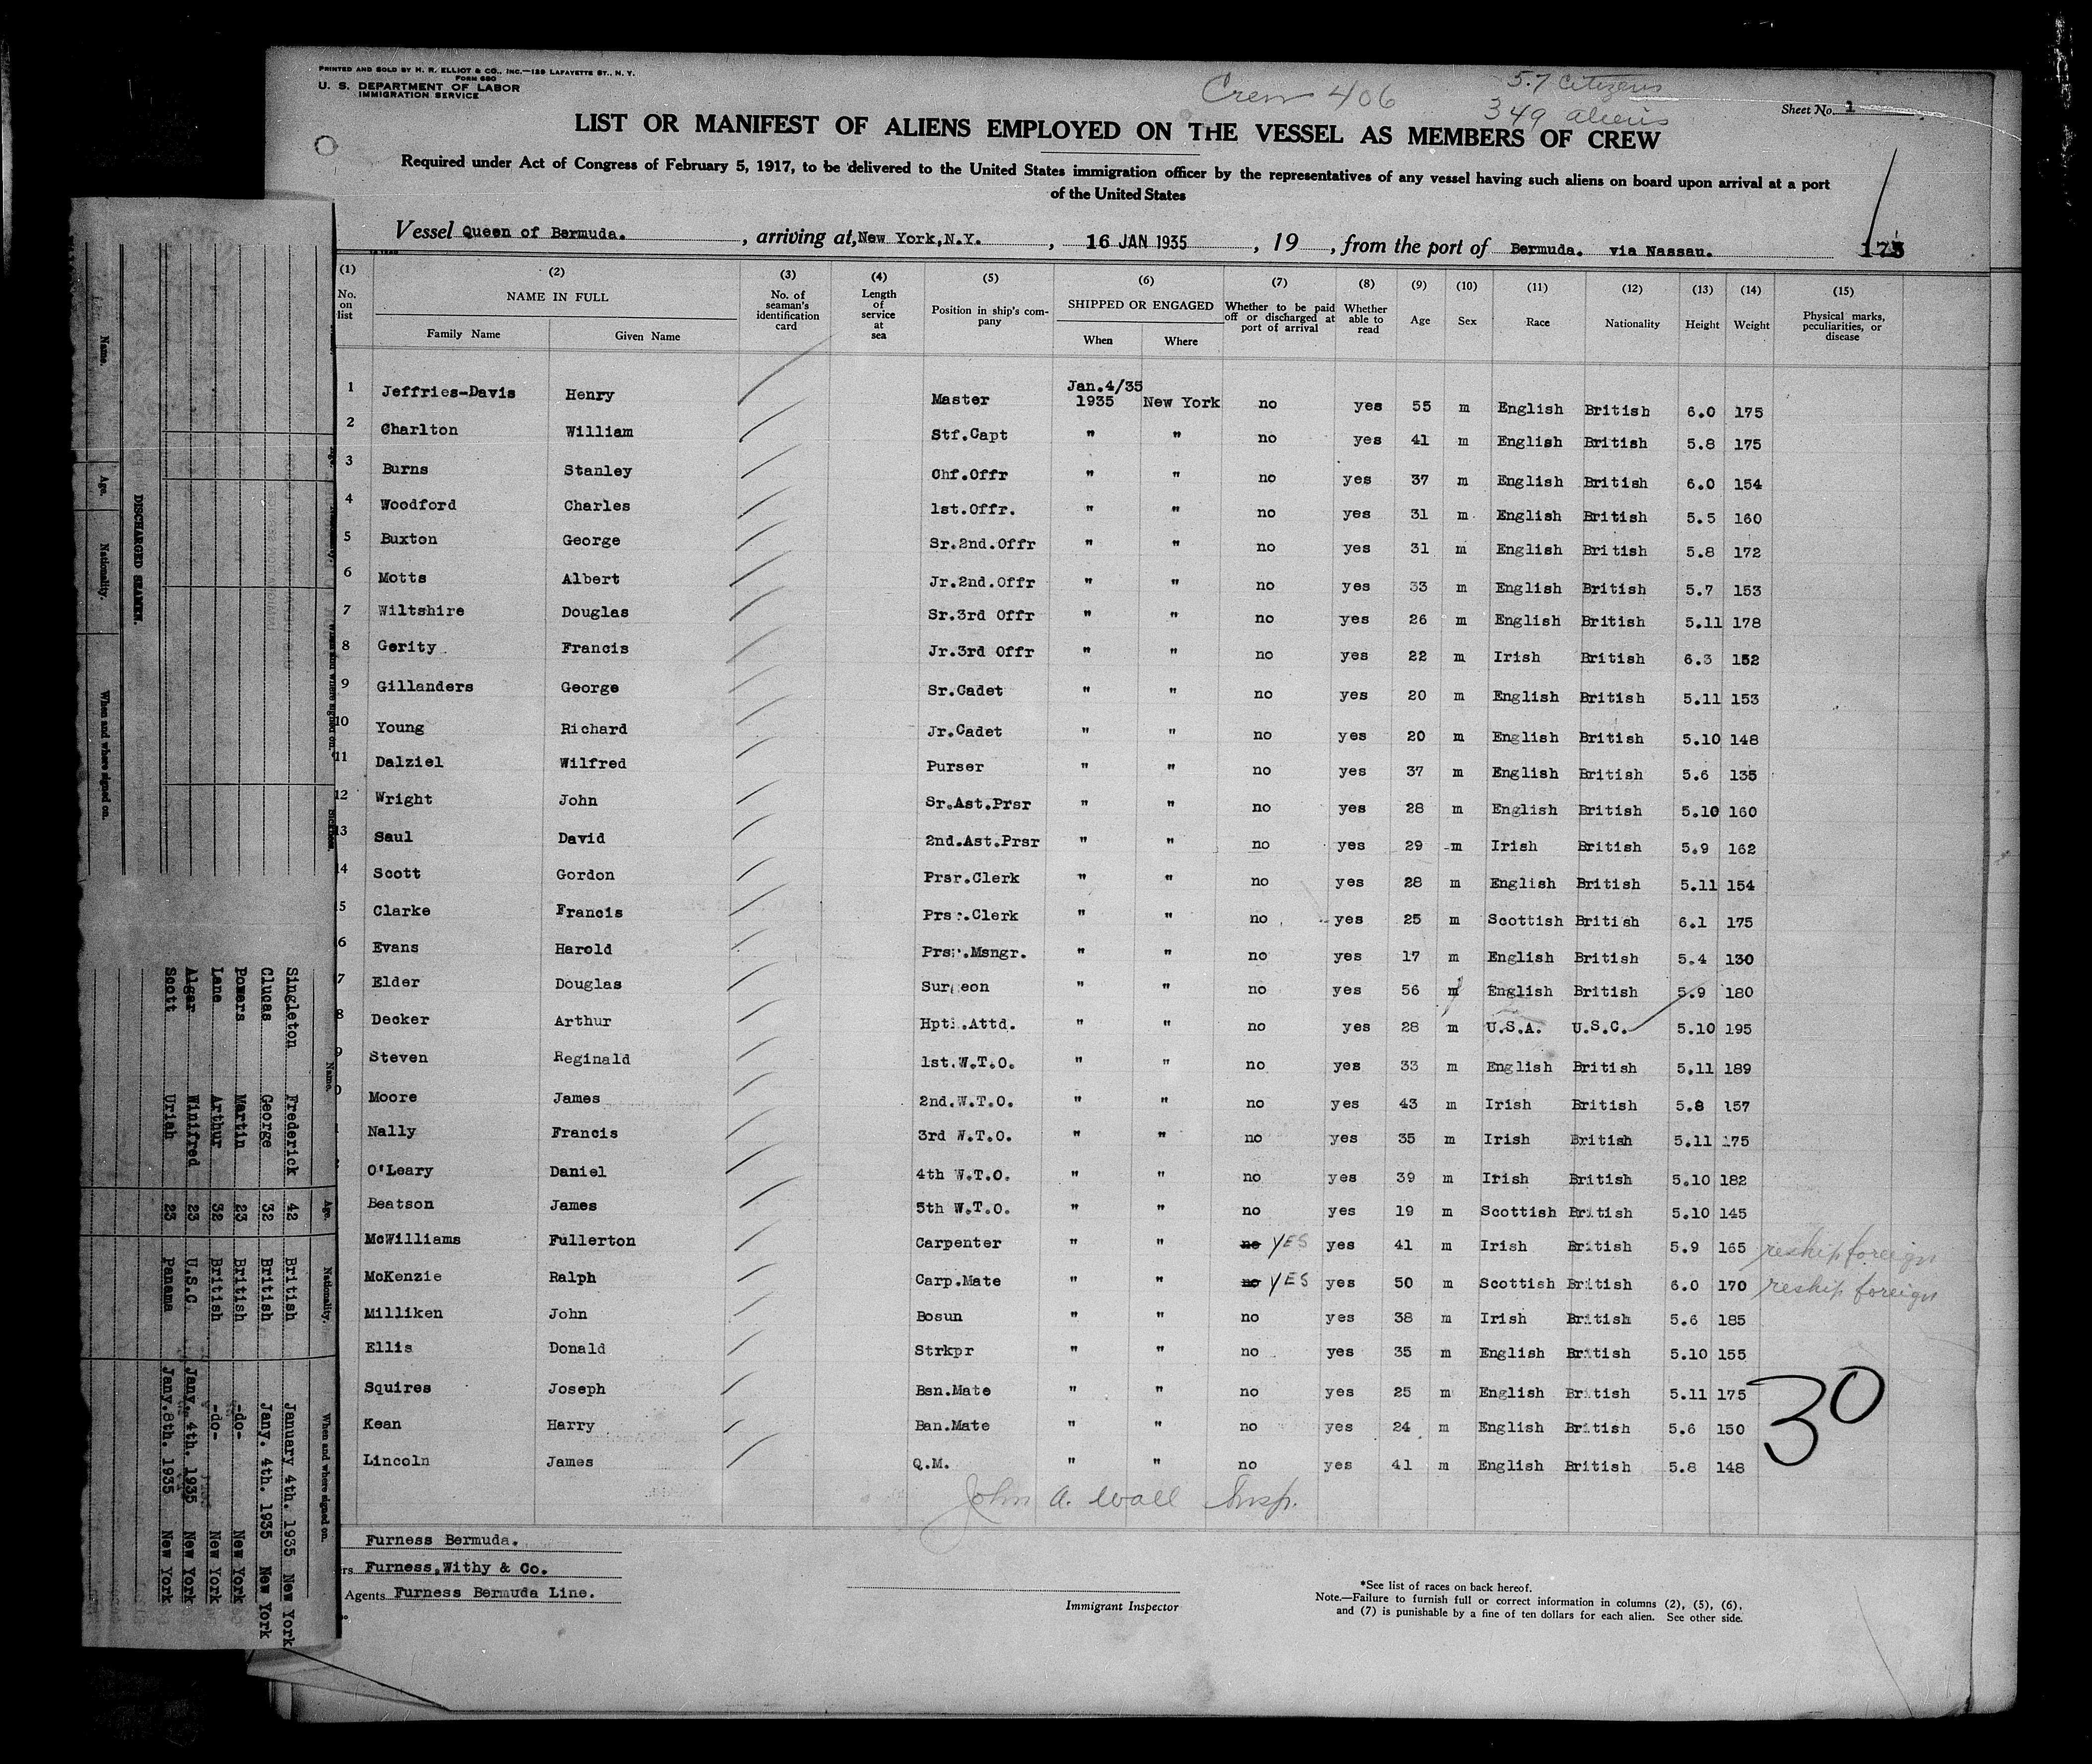 PRINTED AND SOLD BY H. R. ELLIOT & CO., INC.—129 LAFAYETTE ST., N. Y.
FORM 680
U. S. DEPARTMENT OF LABOR
IMMIGRATION SERVICE
Crew 406
57 citizens
349 aliens
Sheet No. 1
LIST OR MANIFEST OF ALIENS EMPLOYED ON THE VESSEL AS MEMBERS OF CREW
Required under Act of Congress of February 5, 1917, to be delivered to the United States immigration officer by the representatives of any vessel having such aliens on board upon arrival at a port
of the United States
Vessel Queen of Bermuda. , arriving at, New York, N.Y. , 16 JAN 1935 , 19 , from the port of Bermuda. via Nassau. 173
(1) (2) (3) (4) (5) (6) (7) (8) (9) (10) (11) (12) (13) (14) (15)
No. on list NAME IN FULL Family Name Given Name No. of seaman's identification card Length of service at sea Position in ship's company SHIPPED OR ENGAGED When Where Whether to be paid off or discharged at port of arrival Whether able to read Age Sex Race Nationality Height Weight Physical marks, peculiarities, or disease
1 Jeffries-Davis Henry Master Jan.4/35 1935 New York no yes 55 m English British 6.0 175
2 Charlton William Stf.Capt " " no yes 41 m English British 5.8 175
3 Burns Stanley Chf.Offr " " no yes 37 m English British 6.0 154
4 Woodford Charles 1st.Offr. " " no yes 31 m English British 5.5 160
5 Buxton George Sr.2nd.Offr " " no yes 31 m English British 5.8 172
6 Motts Albert Jr.2nd.Offr " " no yes 33 m English British 5.7 153
7 Wiltshire Douglas Sr.3rd Offr " " no yes 26 m English British 5.11 178
8 Gerity Francis Jr.3rd Offr " " no yes 22 m Irish British 6.3 152
9 Gillanders George Sr.Cadet " " no yes 20 m English British 5.11 153
10 Young Richard Jr.Cadet " " no yes 20 m English British 5.10 148
11 Dalziel Wilfred Purser " " no yes 37 m English British 5.6 135
12 Wright John Sr.Ast.Prsr " " no yes 28 m English British 5.10 160
13 Saul David 2nd.Ast.Prsr " " no yes 29 m Irish British 5.9 162
4 Scott Gordon Prsr.Clerk " " no yes 28 m English British 5.11 154
5 Clarke Francis Prsr.Clerk " " no yes 25 m Scottish British 6.1 175
6 Evans Harold Prsr.Msngr. " " no yes 17 m English British 5.4 130
7 Elder Douglas Surgeon " " no yes 56 m English British 5.9 180
8 Decker Arthur Hptl.Attd. " " no yes 28 m U.S.A. U.S.C. 5.10 195
9 Steven Reginald 1st.W.T.O. " " no yes 33 m English British 5.11 189
0 Moore James 2nd.W.T.O. " " no yes 43 m Irish British 5.8 157
Nally Francis 3rd W.T.O. " " no yes 35 m Irish British 5.11 175
O'Leary Daniel 4th W.T.O. " " no yes 39 m Irish British 5.10 182
Beatson James 5th W.T.O. " " no yes 19 m Scottish British 5.10 145
McWilliams Fullerton Carpenter " " no YES yes 41 m Irish British 5.9 165 reship foreign
McKenzie Ralph Carp.Mate " " no YES yes 50 m Scottish British 6.0 170 reship foreign
Milliken John Bosun " " no yes 38 m Irish British 5.6 185
Ellis Donald Strkpr " " no yes 35 m English British 5.10 155
Squires Joseph Bsn.Mate " " no yes 25 m English British 5.11 175
Kean Harry Bsn.Mate " " no yes 24 m English British 5.6 150
Lincoln James Q.M. " " no yes 41 m English British 5.8 148
30
John A. Wall Insp.
Furness Bermuda.
rs Furness, Withy & Co.
Agents Furness Bermuda Line.
Immigrant Inspector
*See list of races on back hereof.
Note.—Failure to furnish full or correct information in columns (2), (5), (6),
and (7) is punishable by a fine of ten dollars for each alien. See other side.
DISCHARGED SEAMEN.
Name. Age. Nationality. When and where signed on.
Name. Age. Nationality. When and where signed on.
Singleton Frederick 42 British January 4th. 1935 New York
Clucas George 32 British Jany. 4th. 1935 New York
Powers Martin 23 British -do- New York
Lane Arthur 32 British -do- New York
Alger Winifred 23 U.S.C Jany. 4th. 1935 New York
Scott Uriah 23 Panama Jany.8th. 1935 New York